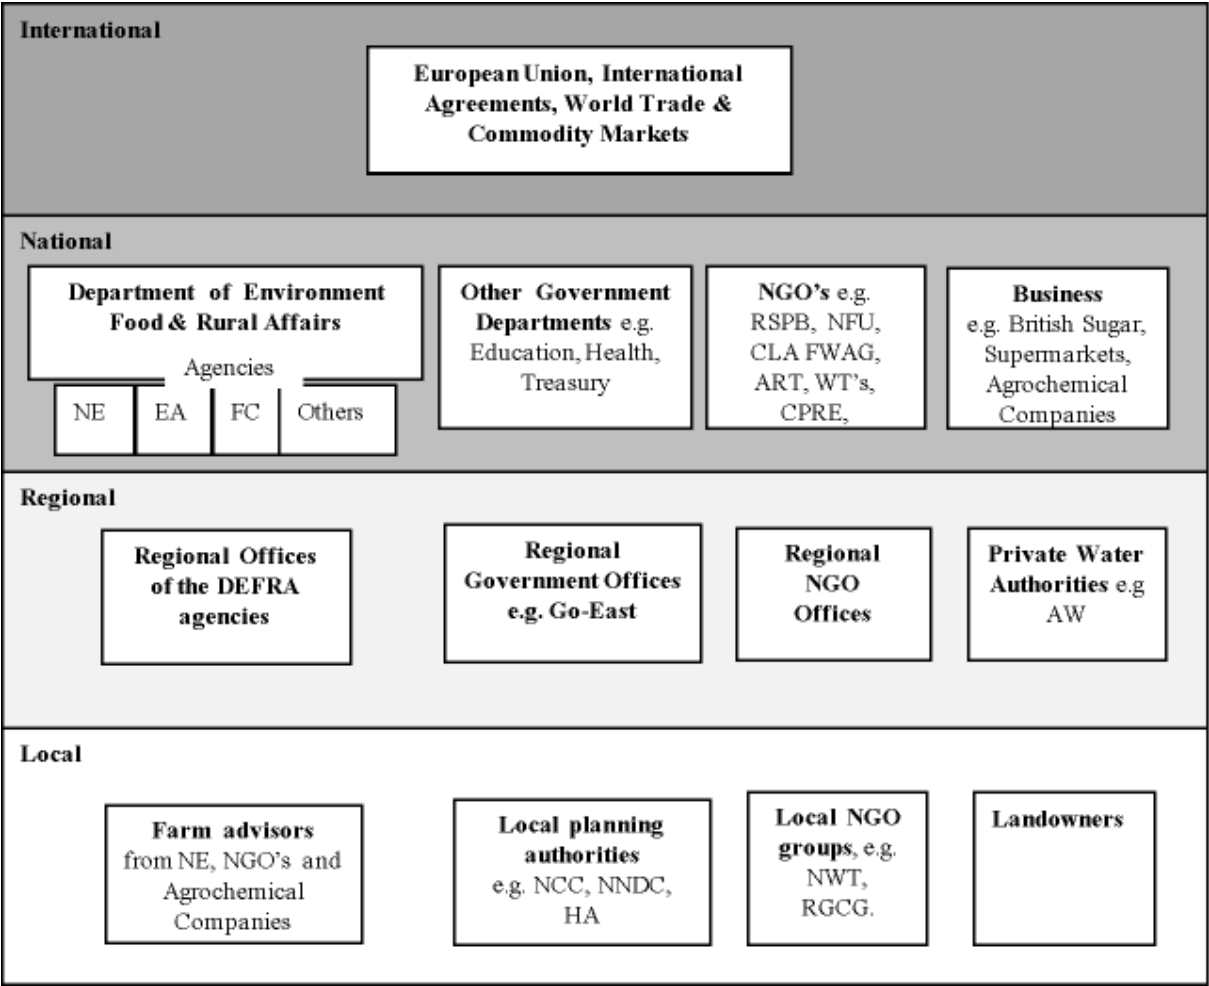 International
European Union, International
Agreements, World Trade &
Commodity Markets
National
Department of Environment
Food & Rural Affairs
Agencies
NE
EA
FC
Others
Other Government
Departments e.g.
Education, Health,
Treasury
NGO's e.g.
RSPB, NFU,
CLA FWAG,
ART, WT's,
CPRE,
Business
e.g. British Sugar,
Supermarkets,
Agrochemical
Companies
Regional
Regional Offices
of the DEFRA
agencies
Regional
Government Offices
e.g. Go-East
Regional
NGO
Offices
Private Water
Authorities e.g
AW
Local
Farm advisors
from NE, NGO's and
Agrochemical
Companies
Local planning
authorities
e.g. NCC, NNDC,
HA
Local NGO
groups, e.g.
NWT,
RGCG.
Landowners